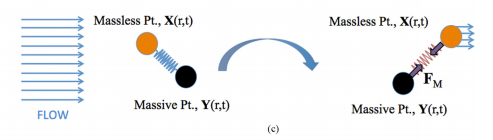 Massless Pt., X(r,t)
Massless Pt., X(r,t)
F_M
FLOW
Massive Pt., Y(r,t)
Massive Pt., Y(r,t)
(c)